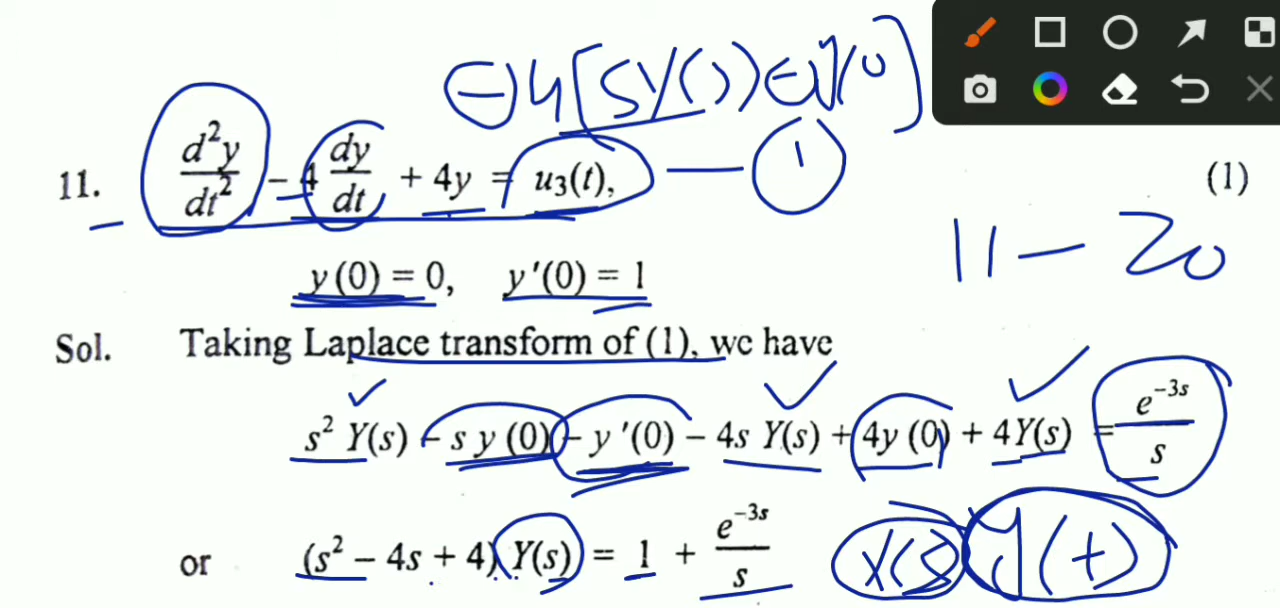 -4[sY(s)-y(0)]
11. d²y/dt² - 4 dy/dt + 4y = u₃(t), — 1 (1)
11 - 20
y(0) = 0, y'(0) = 1
Sol. Taking Laplace transform of (1), we have
s² Y(s) - s y(0) - y'(0) - 4s Y(s) + 4y(0) + 4Y(s) = e⁻³ˢ/s
or (s² - 4s + 4) Y(s) = 1 + e⁻³ˢ/s Y(s) y(t)